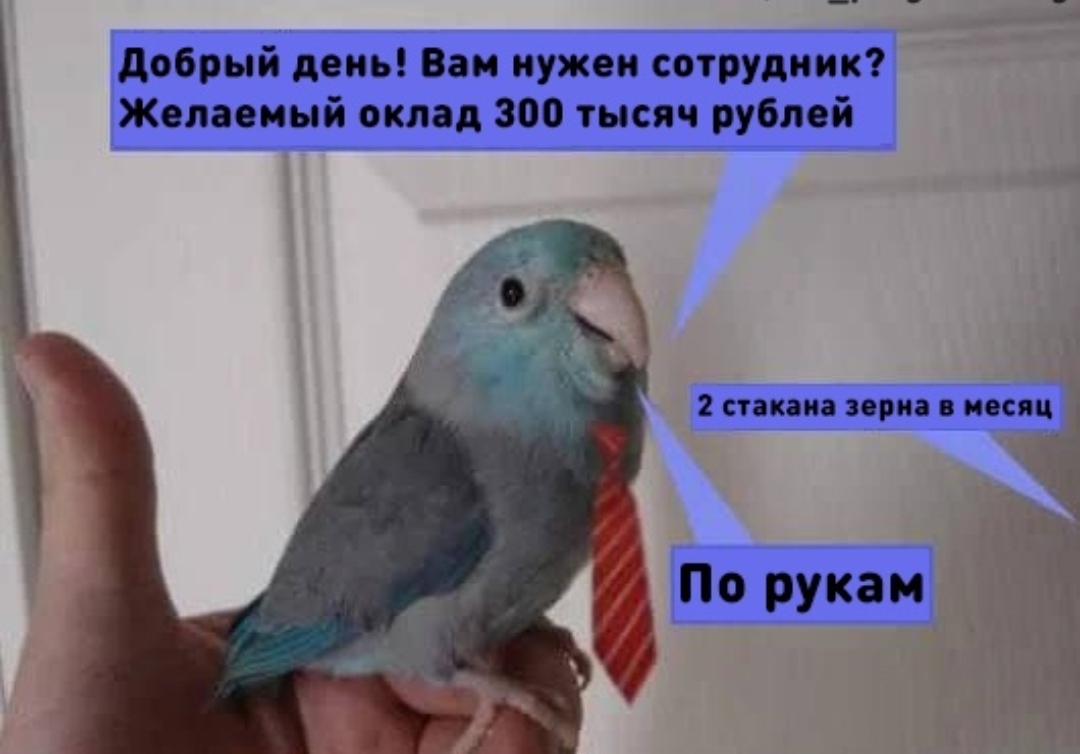 Добрый день! Вам нужен сотрудник?
Желаемый оклад 300 тысяч рублей
2 стакана зерна в месяц
По рукам